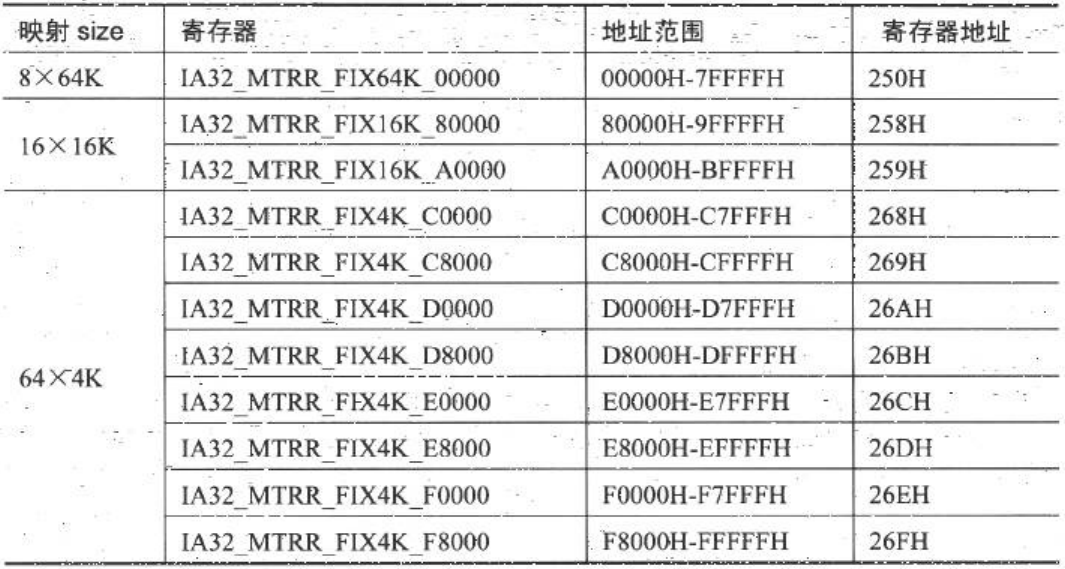 映射 size 寄存器 地址范围 寄存器地址
8×64K IA32_MTRR_FIX64K_00000 00000H-7FFFFH 250H
16×16K IA32_MTRR_FIX16K_80000 80000H-9FFFFH 258H
IA32_MTRR_FIX16K_A0000 A0000H-BFFFFH 259H
64×4K IA32_MTRR_FIX4K_C0000 C0000H-C7FFFH 268H
IA32_MTRR_FIX4K_C8000 C8000H-CFFFFH 269H
IA32_MTRR_FIX4K_D0000 D0000H-D7FFFH 26AH
IA32_MTRR_FIX4K_D8000 D8000H-DFFFFH 26BH
IA32_MTRR_FIX4K_E0000 E0000H-E7FFFH 26CH
IA32_MTRR_FIX4K_E8000 E8000H-EFFFFH 26DH
IA32_MTRR_FIX4K_F0000 F0000H-F7FFFH 26EH
IA32_MTRR_FIX4K_F8000 F8000H-FFFFFH 26FH